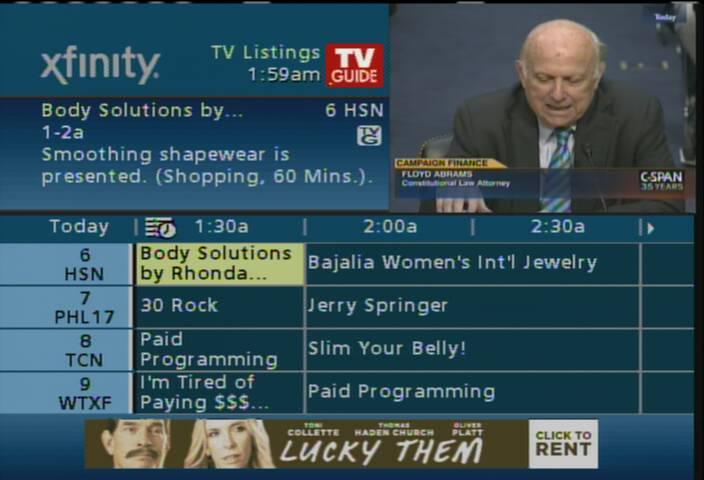 xfinity.
TV Listings
1:59am
TV
GUIDE
Today
Body Solutions by... 6 HSN
1-2a
TV
G
Smoothing shapewear is
presented. (Shopping, 60 Mins.).
CAMPAIGN FINANCE
FLOYD ABRAMS
Constitutional Law Attorney
C-SPAN
35 YEARS
Today 1:30a 2:00a 2:30a
6
HSN
Body Solutions
by Rhonda...
Bajalia Women's Int'l Jewelry
7
PHL17
30 Rock
Jerry Springer
8
TCN
Paid
Programming
Slim Your Belly!
9
WTXF
I'm Tired of
Paying $$$...
Paid Programming
TONI
COLLETTE
THOMAS
HADEN CHURCH
OLIVER
PLATT
LUCKY THEM
CLICK TO
RENT